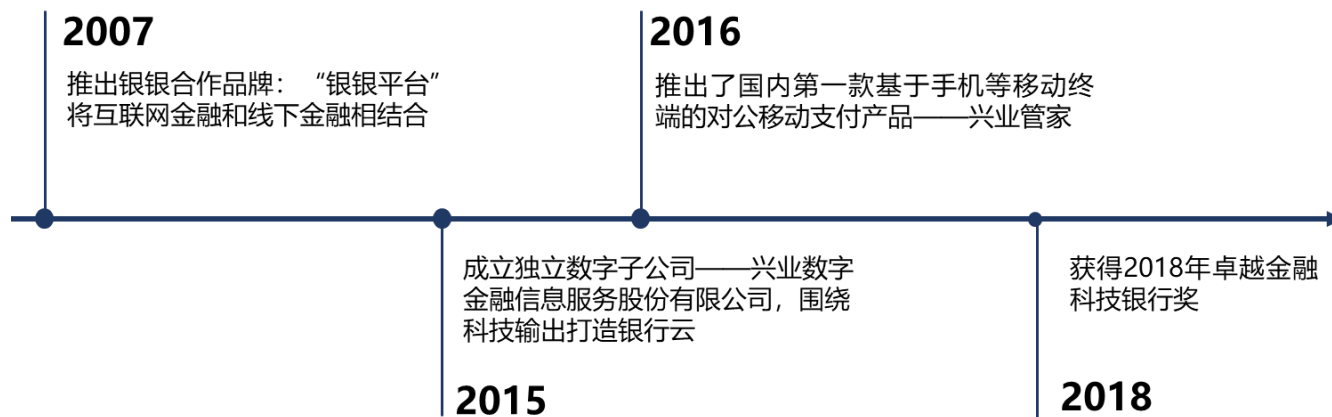 2007
推出银银合作品牌：“银银平台”
将互联网金融和线下金融相结合
2016
推出了国内第一款基于手机等移动终
端的对公移动支付产品——兴业管家
成立独立数字子公司——兴业数字
金融信息服务股份有限公司，围绕
科技输出打造银行云
2015
获得2018年卓越金融
科技银行奖
2018